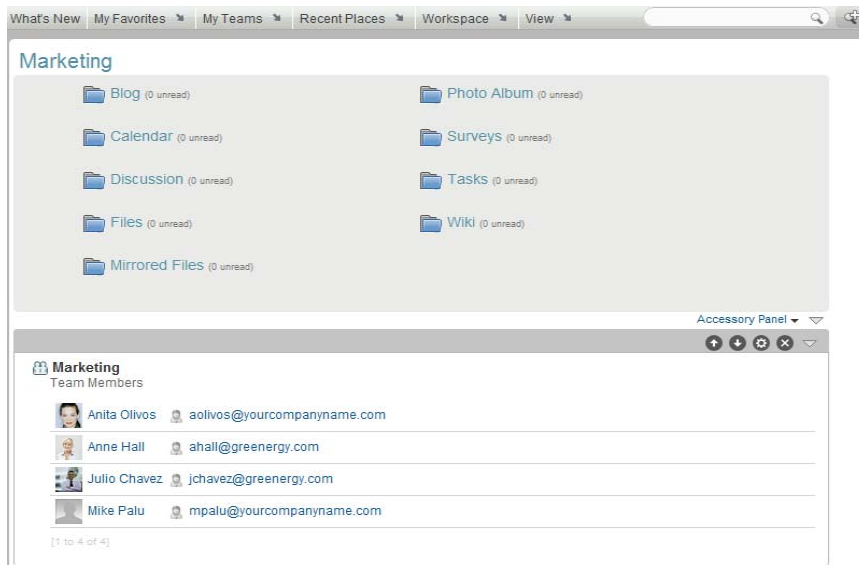 What's New My Favorites My Teams Recent Places Workspace View
Marketing
Blog (0 unread) Photo Album (0 unread)
Calendar (0 unread) Surveys (0 unread)
Discussion (0 unread) Tasks (0 unread)
Files (0 unread) Wiki (0 unread)
Mirrored Files (0 unread)
Accessory Panel
Marketing
Team Members
Anita Olivos aolivos@yourcompanyname.com
Anne Hall ahall@greenergy.com
Julio Chavez jchavez@greenergy.com
Mike Palu mpalu@yourcompanyname.com
[1 to 4 of 4]